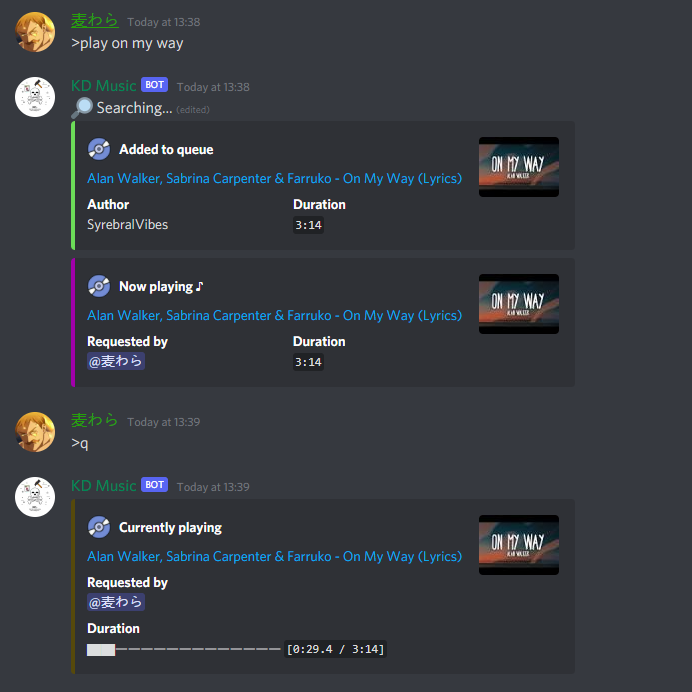 麦わら Today at 13:38
>play on my way
KD Music BOT Today at 13:38
🔎 Searching... (edited)
Added to queue
Alan Walker, Sabrina Carpenter & Farruko - On My Way (Lyrics)
ON MY WAY
ALAN WALKER
Author Duration
SyrebralVibes 3:14
Now playing ♪
Alan Walker, Sabrina Carpenter & Farruko - On My Way (Lyrics)
ON MY WAY
ALAN WALKER
Requested by Duration
@麦わら 3:14
麦わら Today at 13:39
>q
KD Music BOT Today at 13:39
Currently playing
Alan Walker, Sabrina Carpenter & Farruko - On My Way (Lyrics)
ON MY WAY
ALAN WALKER
Requested by
@麦わら
Duration
[0:29.4 / 3:14]